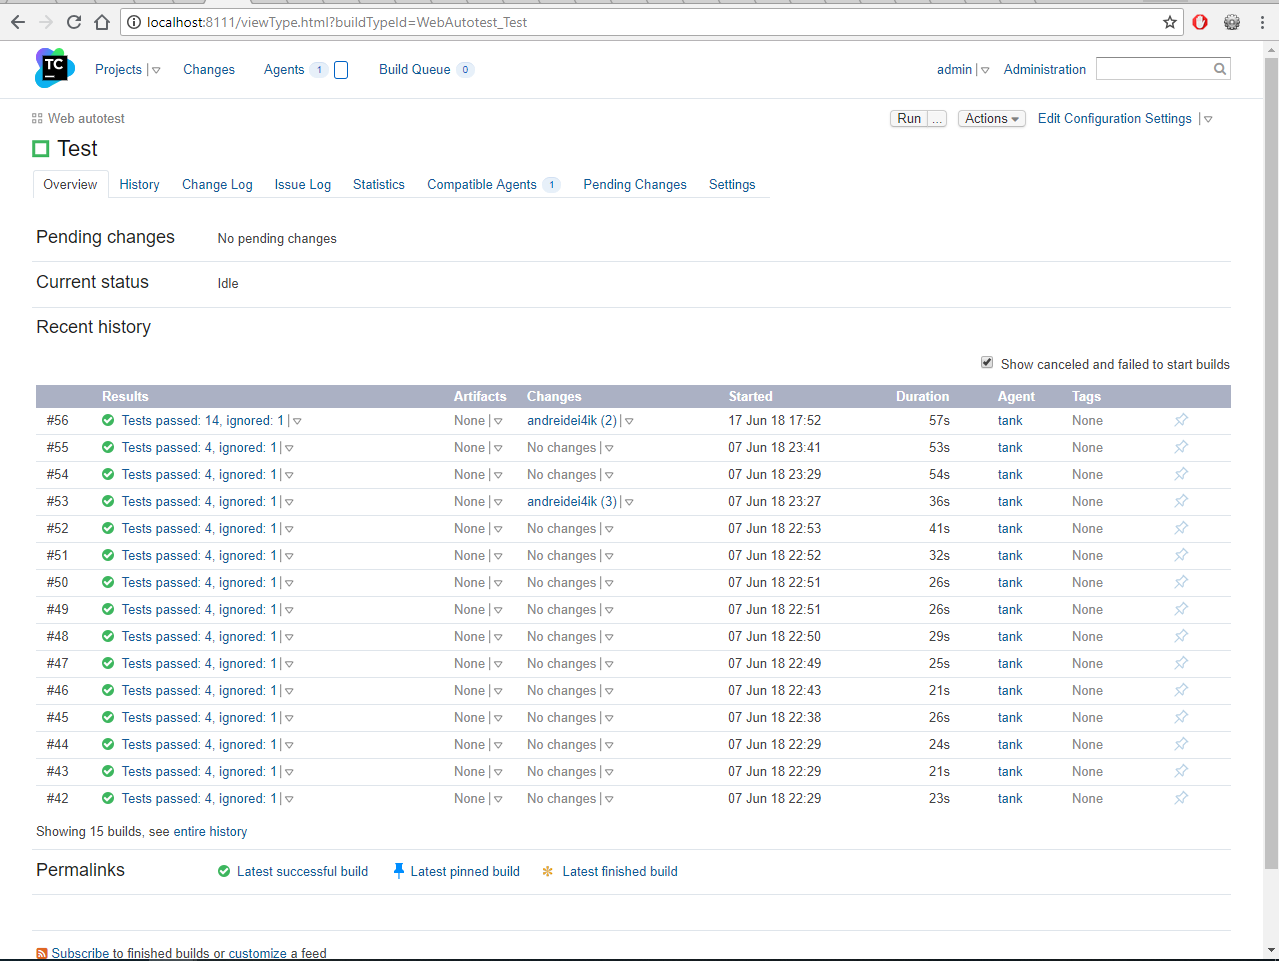 localhost:8111/viewType.html?buildTypeId=WebAutotest_Test
TC Projects Changes Agents 1 Build Queue 0 admin Administration
Web autotest Run ... Actions Edit Configuration Settings
Test
Overview History Change Log Issue Log Statistics Compatible Agents 1 Pending Changes Settings
Pending changes No pending changes
Current status Idle
Recent history
Show canceled and failed to start builds
Results Artifacts Changes Started Duration Agent Tags
#56 Tests passed: 14, ignored: 1 None andreidei4ik (2) 17 Jun 18 17:52 57s tank None
#55 Tests passed: 4, ignored: 1 None No changes 07 Jun 18 23:41 53s tank None
#54 Tests passed: 4, ignored: 1 None No changes 07 Jun 18 23:29 54s tank None
#53 Tests passed: 4, ignored: 1 None andreidei4ik (3) 07 Jun 18 23:27 36s tank None
#52 Tests passed: 4, ignored: 1 None No changes 07 Jun 18 22:53 41s tank None
#51 Tests passed: 4, ignored: 1 None No changes 07 Jun 18 22:52 32s tank None
#50 Tests passed: 4, ignored: 1 None No changes 07 Jun 18 22:51 26s tank None
#49 Tests passed: 4, ignored: 1 None No changes 07 Jun 18 22:51 26s tank None
#48 Tests passed: 4, ignored: 1 None No changes 07 Jun 18 22:50 29s tank None
#47 Tests passed: 4, ignored: 1 None No changes 07 Jun 18 22:49 25s tank None
#46 Tests passed: 4, ignored: 1 None No changes 07 Jun 18 22:43 21s tank None
#45 Tests passed: 4, ignored: 1 None No changes 07 Jun 18 22:38 26s tank None
#44 Tests passed: 4, ignored: 1 None No changes 07 Jun 18 22:29 24s tank None
#43 Tests passed: 4, ignored: 1 None No changes 07 Jun 18 22:29 21s tank None
#42 Tests passed: 4, ignored: 1 None No changes 07 Jun 18 22:29 23s tank None
Showing 15 builds, see entire history
Permalinks Latest successful build Latest pinned build Latest finished build
Subscribe to finished builds or customize a feed